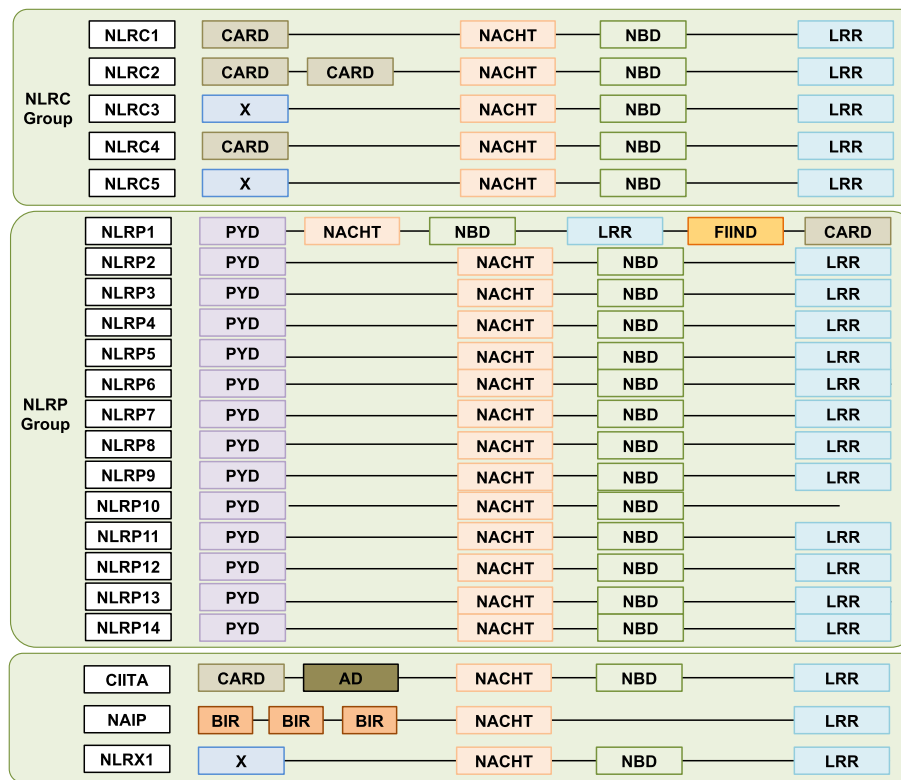 NLRC1 CARD NACHT NBD LRR
NLRC2 CARD CARD NACHT NBD LRR
NLRC Group
NLRC3 X NACHT NBD LRR
NLRC4 CARD NACHT NBD LRR
NLRC5 X NACHT NBD LRR
NLRP1 PYD NACHT NBD LRR FIIND CARD
NLRP2 PYD NACHT NBD LRR
NLRP3 PYD NACHT NBD LRR
NLRP4 PYD NACHT NBD LRR
NLRP5 PYD NACHT NBD LRR
NLRP6 PYD NACHT NBD LRR
NLRP Group
NLRP7 PYD NACHT NBD LRR
NLRP8 PYD NACHT NBD LRR
NLRP9 PYD NACHT NBD LRR
NLRP10 PYD NACHT NBD
NLRP11 PYD NACHT NBD LRR
NLRP12 PYD NACHT NBD LRR
NLRP13 PYD NACHT NBD LRR
NLRP14 PYD NACHT NBD LRR
CIITA CARD AD NACHT NBD LRR
NAIP BIR BIR BIR NACHT LRR
NLRX1 X NACHT NBD LRR